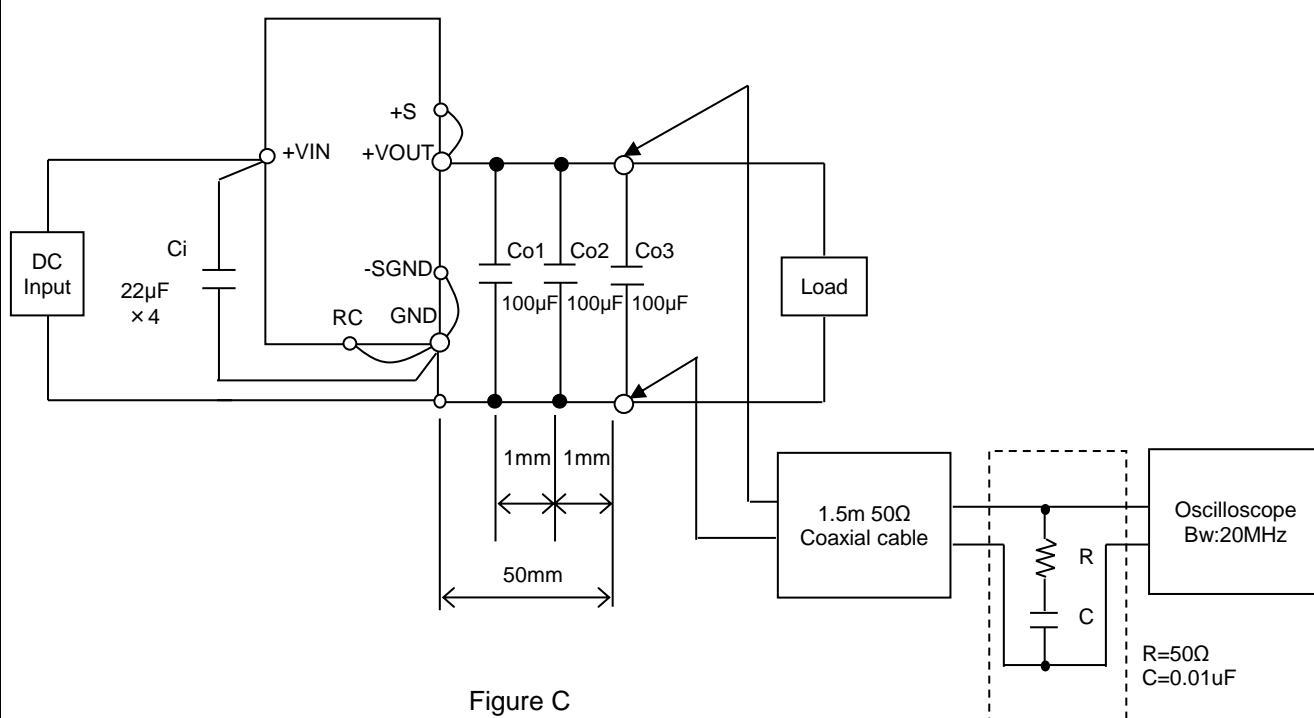 +S
+VIN
+VOUT
DC
Input
Ci
22μF
×4
-SGND
RC
GND
Co1
Co2
Co3
100μF
100μF
100μF
Load
1mm
1mm
50mm
1.5m 50Ω
Coaxial cable
R
C
Oscilloscope
Bw:20MHz
R=50Ω
C=0.01uF
Figure C